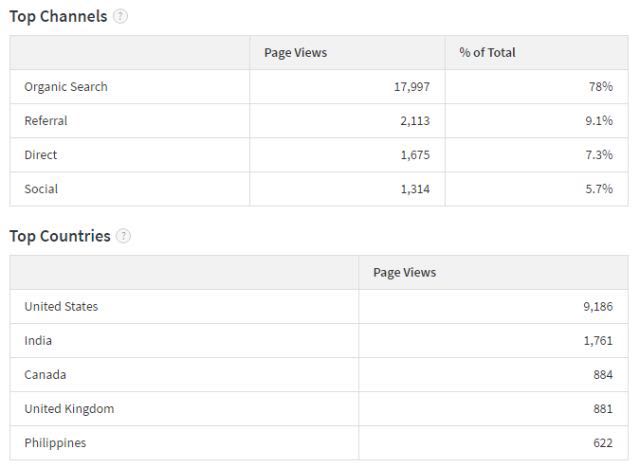 Top Channels ?
Page Views % of Total
Organic Search 17,997 78%
Referral 2,113 9.1%
Direct 1,675 7.3%
Social 1,314 5.7%
Top Countries ?
Page Views
United States 9,186
India 1,761
Canada 884
United Kingdom 881
Philippines 622